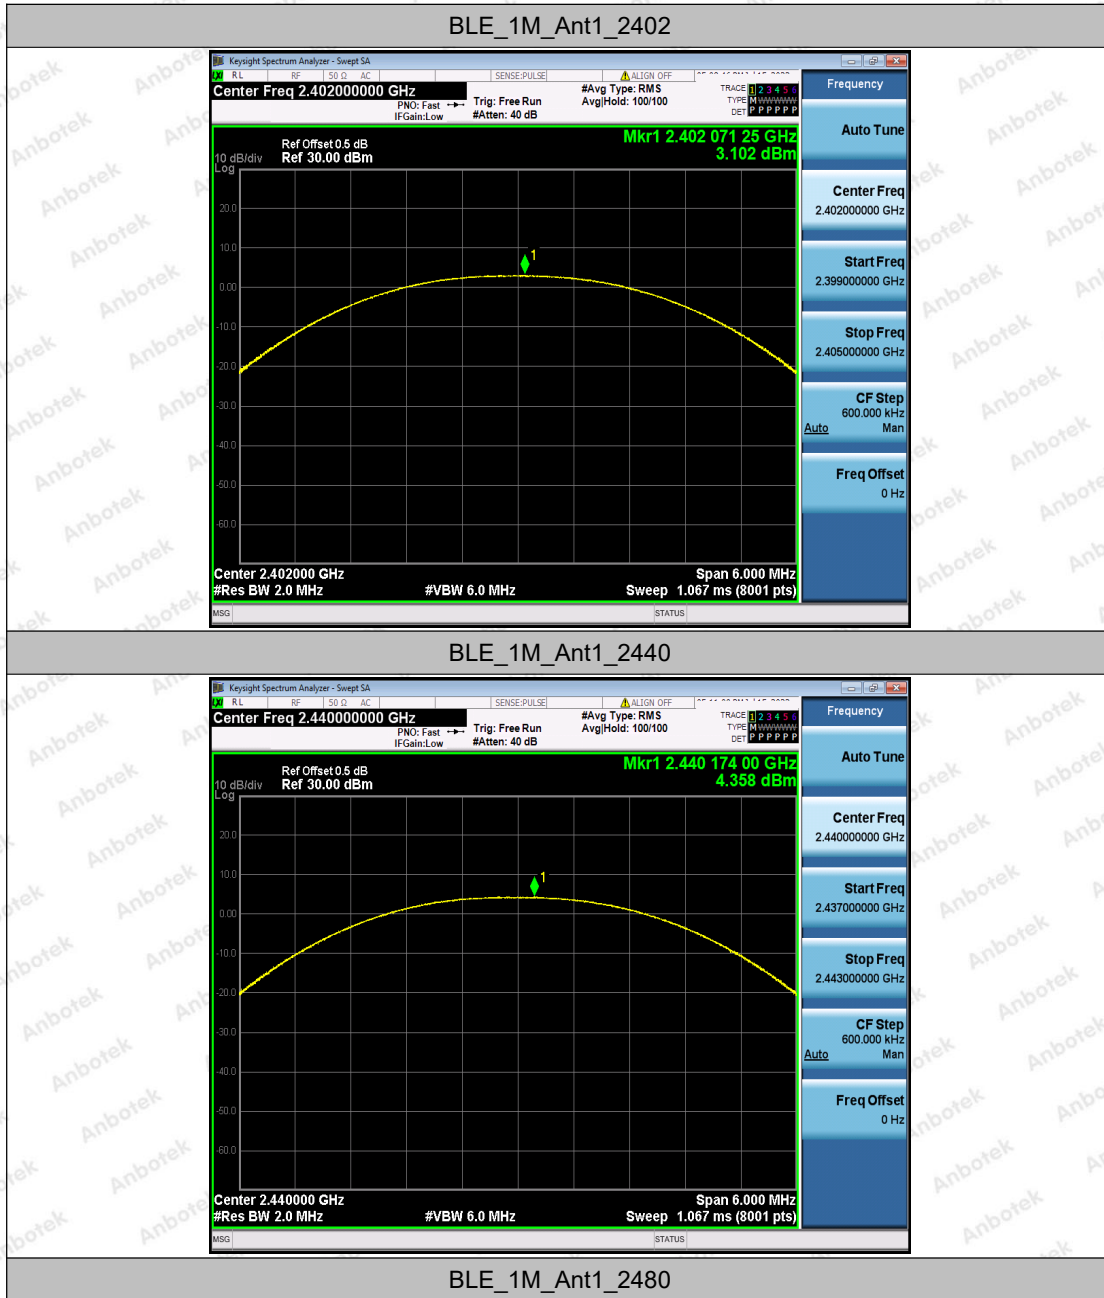 BLE_1M_Ant1_2402
Keysight Spectrum Analyzer - Swept SA
RL RF 50 Ω AC SENSE:PULSE ALIGN OFF
Center Freq 2.402000000 GHz #Avg Type: RMS TRACE 1 2 3 4 5 6
PNO: Fast Trig: Free Run Avg|Hold: 100/100 TYPE M WWWWW
IFGain:Low #Atten: 40 dB DET P P P P P P
Frequency
Auto Tune
Mkr1 2.402 071 25 GHz
3.102 dBm
Ref Offset 0.5 dB
10 dB/div Ref 30.00 dBm
Log
20.0
10.0
0.00
-10.0
-20.0
-30.0
-40.0
-50.0
-60.0
1
Center Freq
2.402000000 GHz
Start Freq
2.399000000 GHz
Stop Freq
2.405000000 GHz
CF Step
600.000 kHz
Auto Man
Freq Offset
0 Hz
Center 2.402000 GHz Span 6.000 MHz
#Res BW 2.0 MHz #VBW 6.0 MHz Sweep 1.067 ms (8001 pts)
MSG STATUS
BLE_1M_Ant1_2440
Keysight Spectrum Analyzer - Swept SA
RL RF 50 Ω AC SENSE:PULSE ALIGN OFF
Center Freq 2.440000000 GHz #Avg Type: RMS TRACE 1 2 3 4 5 6
PNO: Fast Trig: Free Run Avg|Hold: 100/100 TYPE M WWWWW
IFGain:Low #Atten: 40 dB DET P P P P P P
Frequency
Auto Tune
Mkr1 2.440 174 00 GHz
4.358 dBm
Ref Offset 0.5 dB
10 dB/div Ref 30.00 dBm
Log
20.0
10.0
0.00
-10.0
-20.0
-30.0
-40.0
-50.0
-60.0
1
Center Freq
2.440000000 GHz
Start Freq
2.437000000 GHz
Stop Freq
2.443000000 GHz
CF Step
600.000 kHz
Auto Man
Freq Offset
0 Hz
Center 2.440000 GHz Span 6.000 MHz
#Res BW 2.0 MHz #VBW 6.0 MHz Sweep 1.067 ms (8001 pts)
MSG STATUS
BLE_1M_Ant1_2480